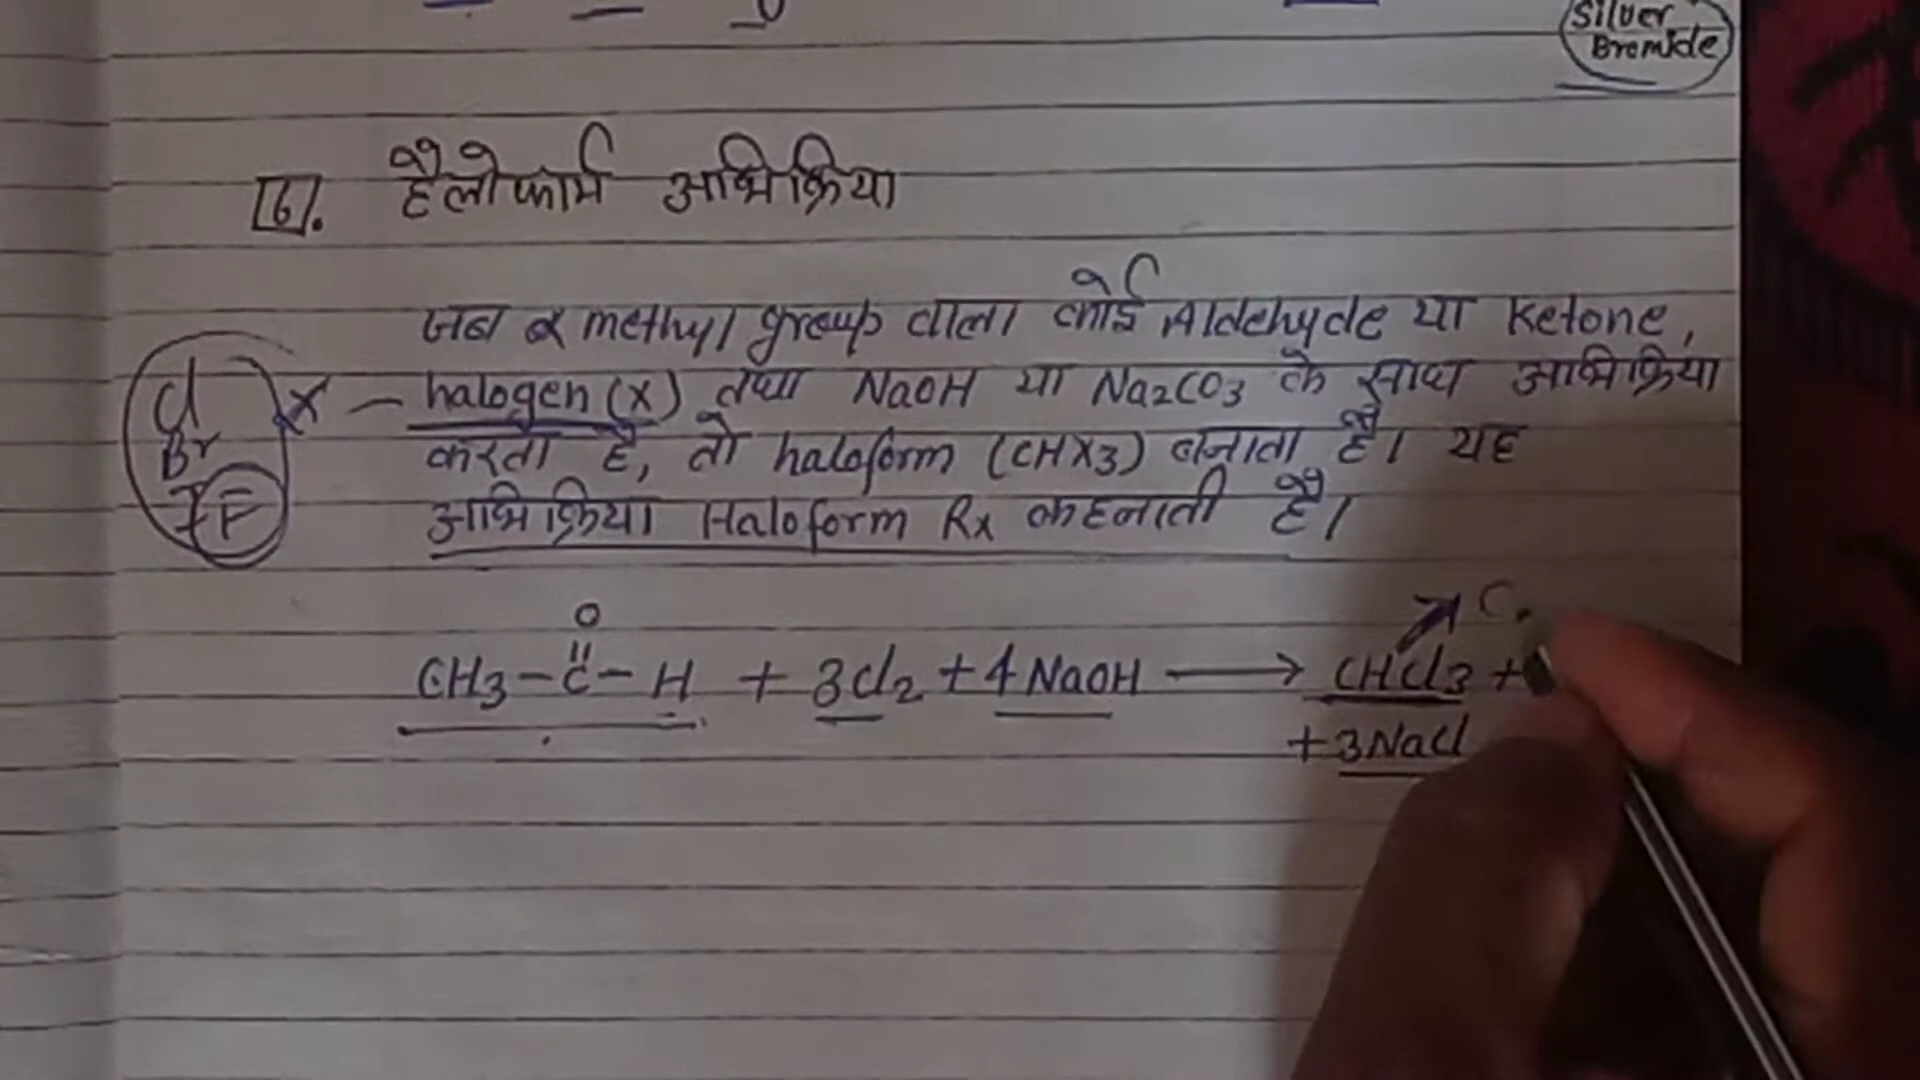 Silver
Bromide
6. हैलोफार्म अभिक्रिया
जब α methyl group वाला कोई Aldehyde या Ketone,
Cl
Br
I F
X – halogen (X) तथा NaOH या Na2CO3 के साथ अभिक्रिया
करता है, तो haloform (CHX3) बनाता है। यह
अभिक्रिया Haloform Rx कहलाती है।
O
CH3-C-H + 3Cl2 + 4NaOH ⟶ CHCl3 +
+3NaCl